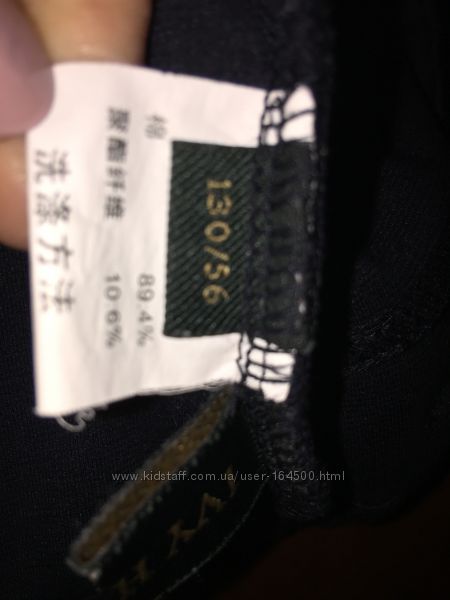 棉 89.4%
聚酯纤维 10.6%
洗涤方法
130/56
www.kidstaff.com.ua/user-164500.html